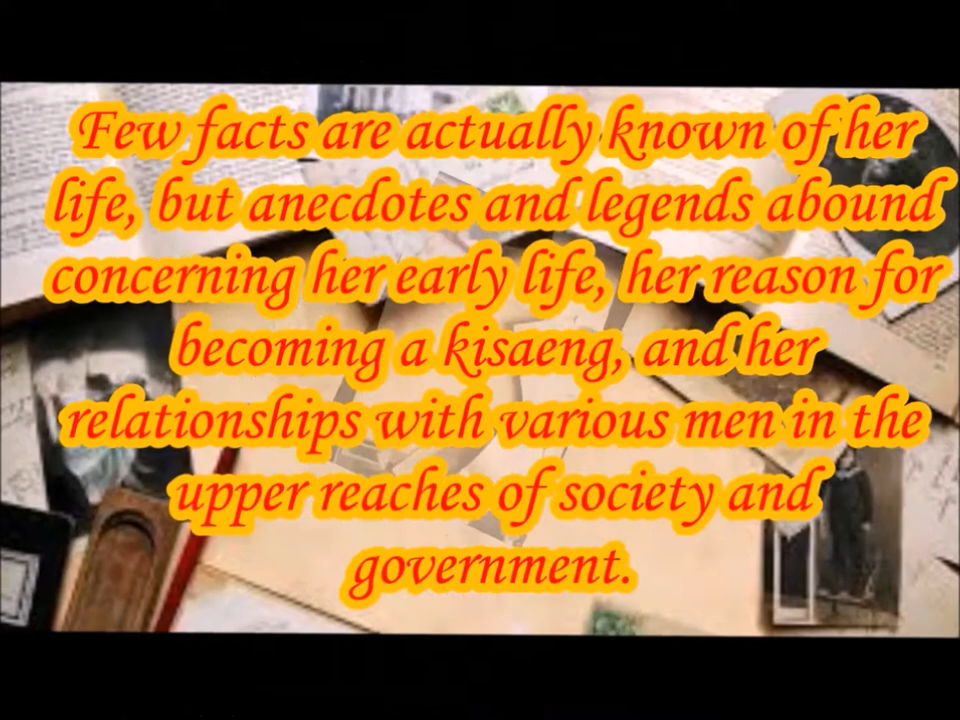 Few facts are actually known of her
life, but anecdotes and legends abound
concerning her early life, her reason for
becoming a kisaeng, and her
relationships with various men in the
upper reaches of society and
government.